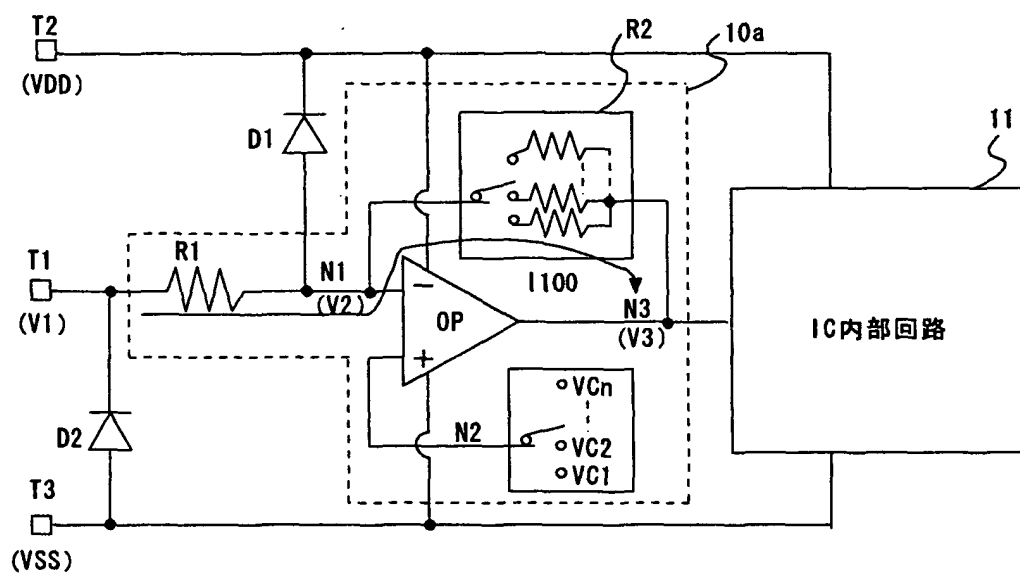 T2
(VDD)
R2
10a
D1
11
T1
(V1)
R1
N1
(V2)
I100
N3
(V3)
OP
IC内部回路
VCn
VC2
VC1
N2
D2
T3
(VSS)